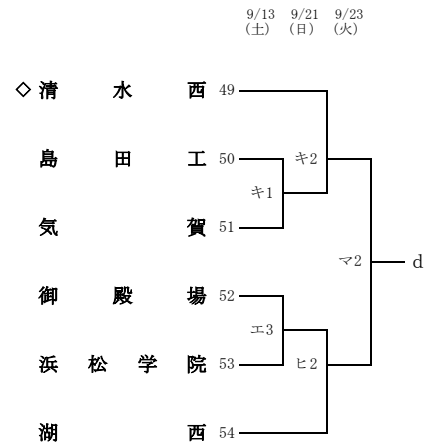 9/13 9/21 9/23
(土) (日) (火)
◇ 清水西 49
島田工 50
キ2
キ1
気賀 51
マ2 d
御殿場 52
エ3
浜松学院 53
ヒ2
湖西 54